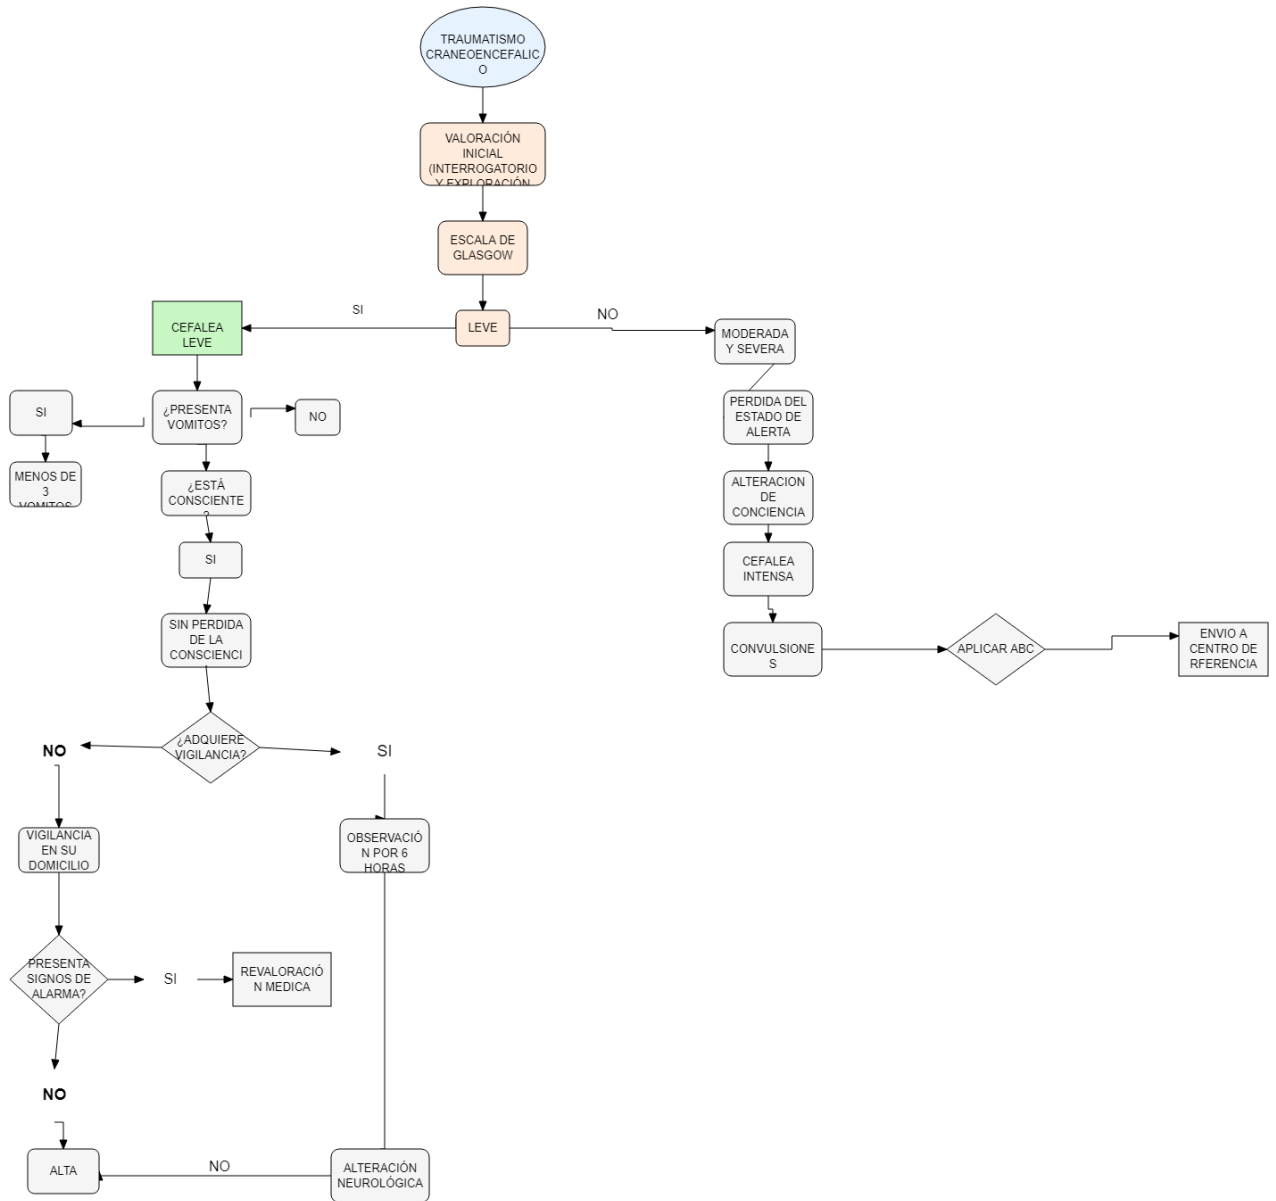 TRAUMATISMO
CRANEOENCEFALIC
O
VALORACIÓN
INICIAL
(INTERROGATORIO
Y EXPLORACIÓN
ESCALA DE
GLASGOW
LEVE
SI
NO
CEFALEA
LEVE
MODERADA
Y SEVERA
SI
¿PRESENTA
VOMITOS?
NO
PERDIDA DEL
ESTADO DE
ALERTA
MENOS DE
3
VOMITOS
¿ESTÁ
CONSCIENTE
?
ALTERACION
DE
CONCIENCIA
SI
CEFALEA
INTENSA
SIN PERDIDA
DE LA
CONSCIENCI
CONVULSIONE
S
APLICAR ABC
ENVIO A
CENTRO DE
RFERENCIA
¿ADQUIERE
VIGILANCIA?
NO
SI
VIGILANCIA
EN SU
DOMICILIO
OBSERVACIÓ
N POR 6
HORAS
PRESENTA
SIGNOS DE
ALARMA?
SI
REVALORACIÓ
N MEDICA
NO
ALTA
NO
ALTERACIÓN
NEUROLÓGICA